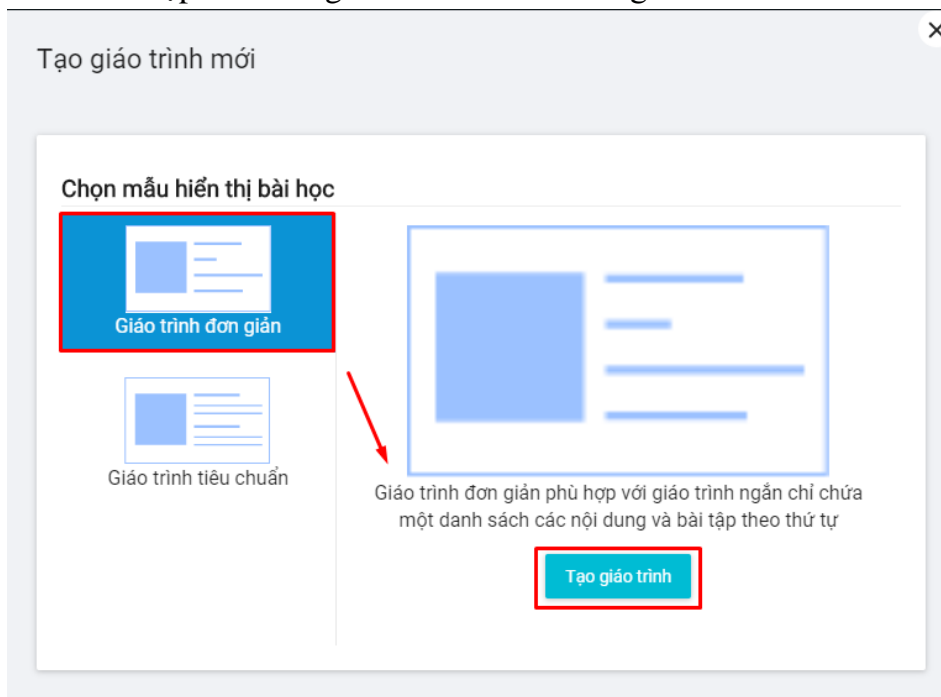 Tạo giáo trình mới
Chọn mẫu hiển thị bài học
Giáo trình đơn giản
Giáo trình tiêu chuẩn
Giáo trình đơn giản phù hợp với giáo trình ngắn chỉ chứa
một danh sách các nội dung và bài tập theo thứ tự
Tạo giáo trình